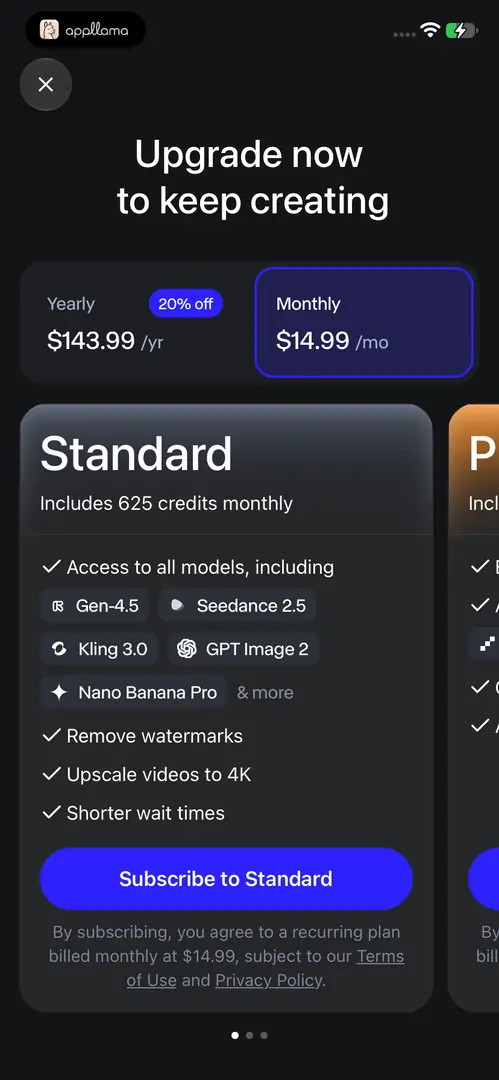 appllama
Upgrade now
to keep creating
Yearly 20% off
$143.99 /yr
Monthly
$14.99 /mo
Standard
Includes 625 credits monthly
Access to all models, including
Gen-4.5 Seedance 2.5
Kling 3.0 GPT Image 2
Nano Banana Pro & more
Remove watermarks
Upscale videos to 4K
Shorter wait times
Subscribe to Standard
By subscribing, you agree to a recurring plan
billed monthly at $14.99, subject to our Terms
of Use and Privacy Policy.
P
Incl
By
bill